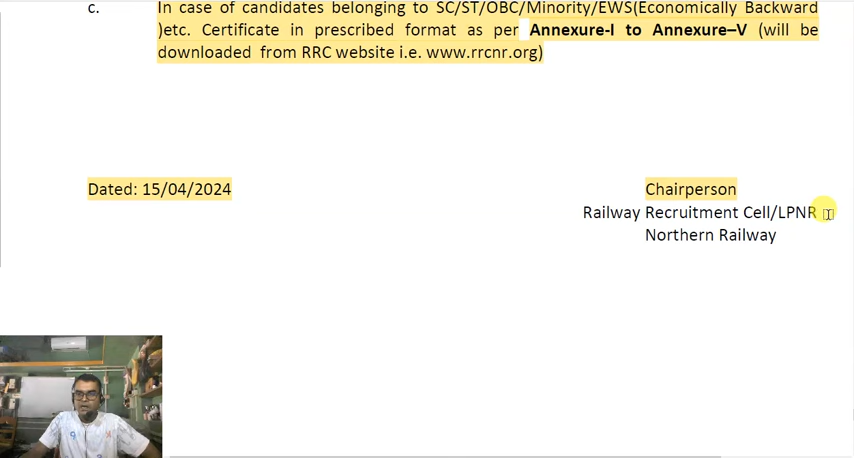 c. In case of candidates belonging to SC/ST/OBC/Minority/EWS(Economically Backward
)etc. Certificate in prescribed format as per Annexure-I to Annexure–V (will be
downloaded from RRC website i.e. www.rrcnr.org)
Dated: 15/04/2024
Chairperson
Railway Recruitment Cell/LPNR
Northern Railway